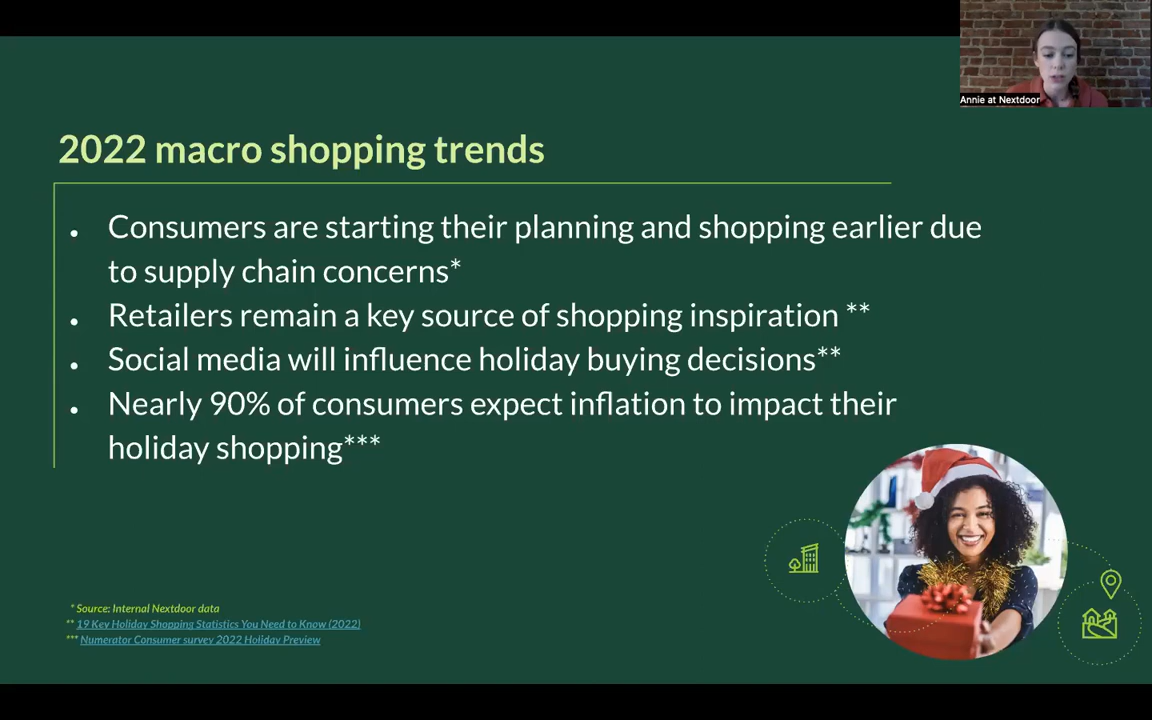 Annie at Nextdoor
2022 macro shopping trends
• Consumers are starting their planning and shopping earlier due
to supply chain concerns*
• Retailers remain a key source of shopping inspiration **
• Social media will influence holiday buying decisions**
• Nearly 90% of consumers expect inflation to impact their
holiday shopping***
* Source: Internal Nextdoor data
** 19 Key Holiday Shopping Statistics You Need to Know (2022)
*** Numerator Consumer survey 2022 Holiday Preview